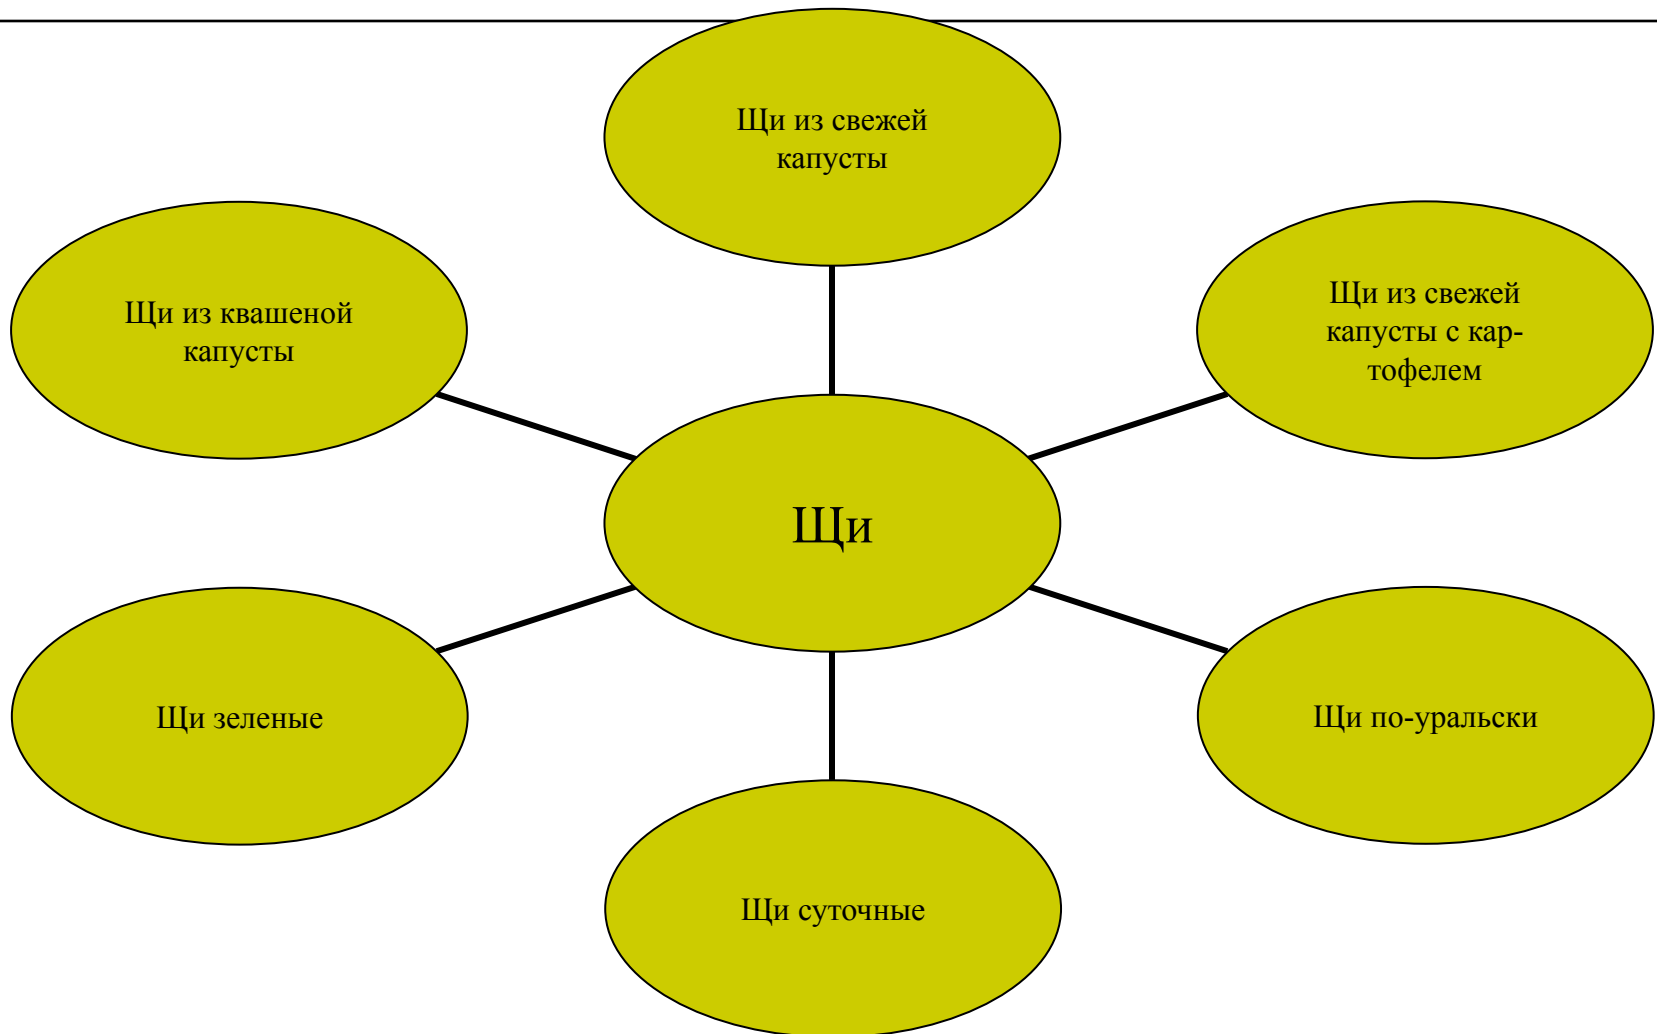 Щи из свежей
капусты
Щи из квашеной
капусты
Щи из свежей
капусты с кар-
тофелем
Щи
Щи зеленые
Щи по-уральски
Щи суточные